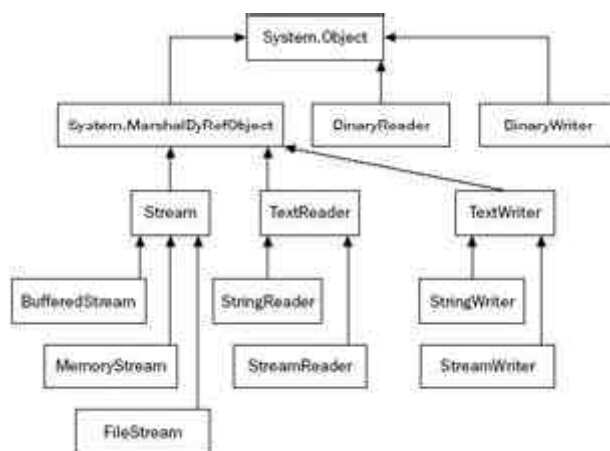 System.Object
System.MarshalByRefObject
BinaryReader
BinaryWriter
Stream
TextReader
TextWriter
BufferedStream
StringReader
StringWriter
MemoryStream
StreamReader
StreamWriter
FileStream